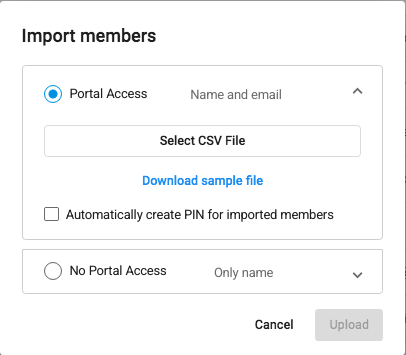 Import members
Portal Access Name and email
Select CSV File
Download sample file
Automatically create PIN for imported members
No Portal Access Only name
Cancel Upload